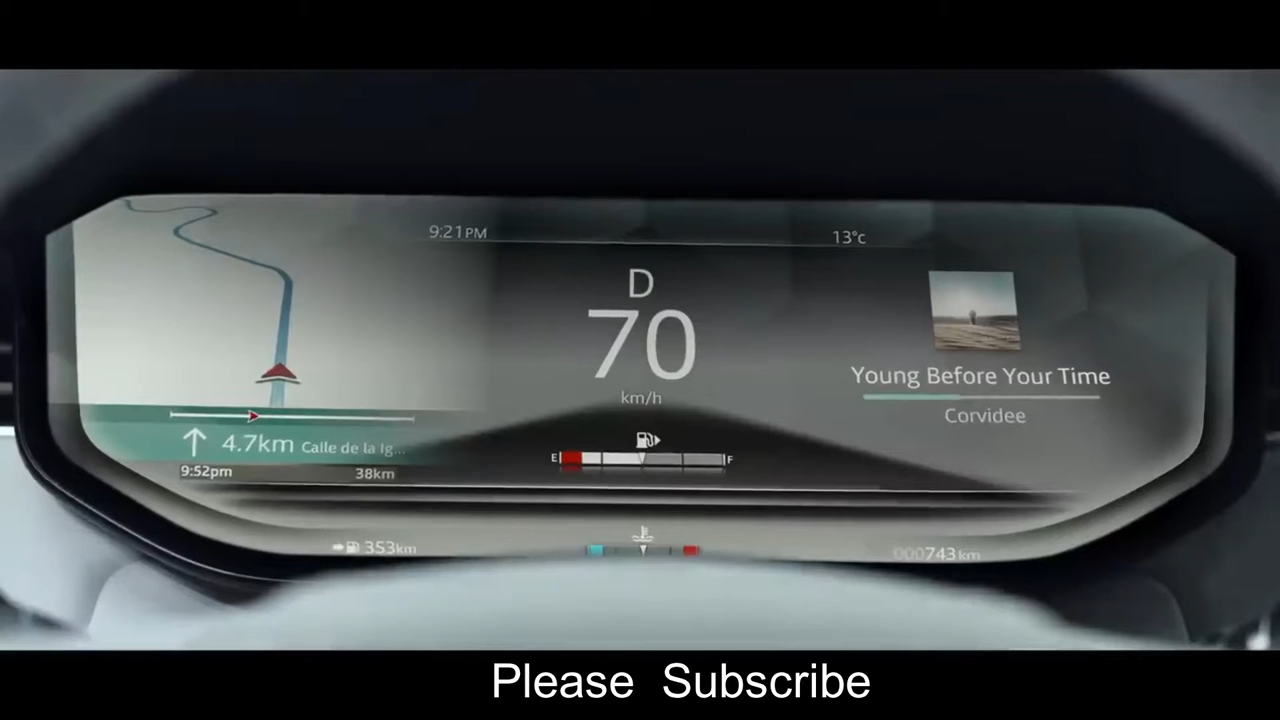 9:21PM
13°c
D
70
km/h
Young Before Your Time
Corvidee
4.7km Calle de la Ig...
9:52pm 38km
E F
353km
000743km
Please Subscribe